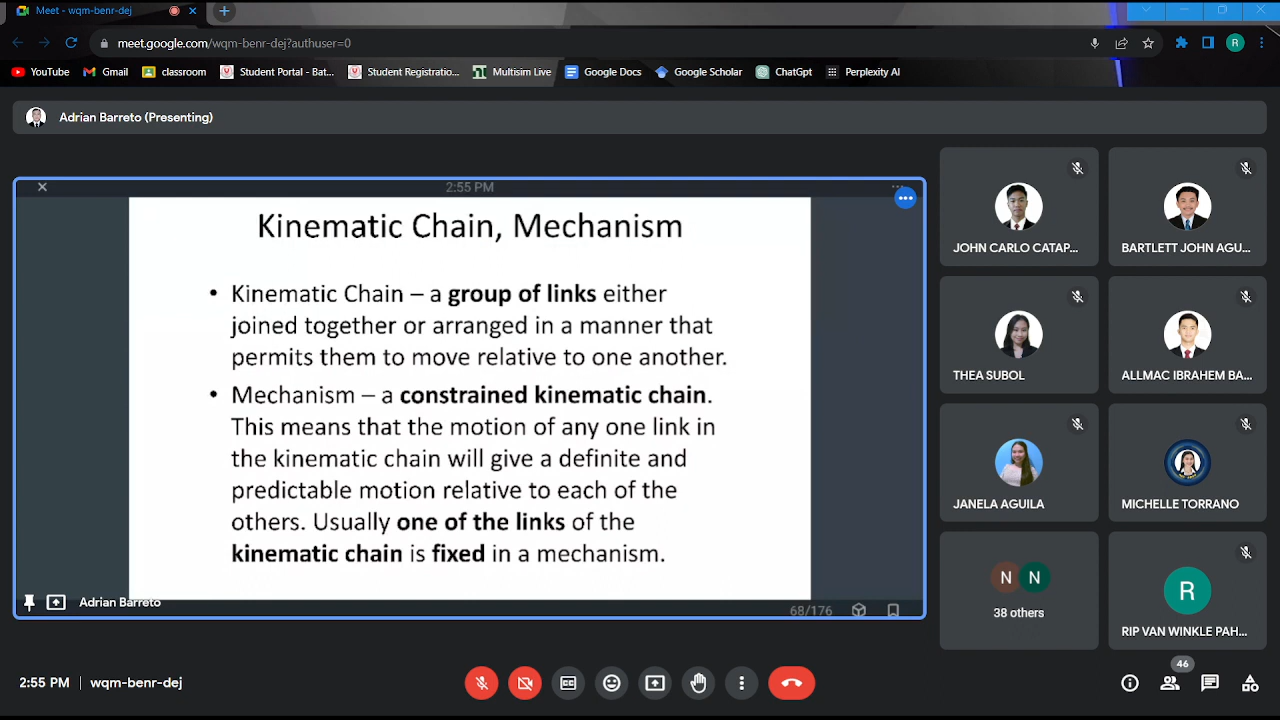 Meet - wqm-benr-dej
meet.google.com/wqm-benr-dej?authuser=0
R
YouTube
Gmail
classroom
Student Portal - Bat...
Student Registratio...
Multisim Live
Google Docs
Google Scholar
ChatGpt
Perplexity AI
Adrian Barreto (Presenting)
2:55 PM
Kinematic Chain, Mechanism
• Kinematic Chain – a group of links either
joined together or arranged in a manner that
permits them to move relative to one another.
• Mechanism – a constrained kinematic chain.
This means that the motion of any one link in
the kinematic chain will give a definite and
predictable motion relative to each of the
others. Usually one of the links of the
kinematic chain is fixed in a mechanism.
Adrian Barreto
68/176
JOHN CARLO CATAP...
BARTLETT JOHN AGU...
THEA SUBOL
ALLMAC IBRAHEM BA...
JANELA AGUILA
MICHELLE TORRANO
N N
38 others
R
RIP VAN WINKLE PAH...
2:55 PM | wqm-benr-dej
46